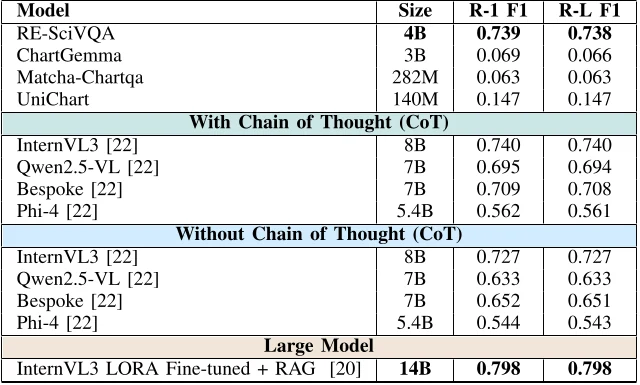 Model Size R-1 F1 R-L F1
RE-SciVQA 4B 0.739 0.738
ChartGemma 3B 0.069 0.066
Matcha-Chartqa 282M 0.063 0.063
UniChart 140M 0.147 0.147
With Chain of Thought (CoT)
InternVL3 [22] 8B 0.740 0.740
Qwen2.5-VL [22] 7B 0.695 0.694
Bespoke [22] 7B 0.709 0.708
Phi-4 [22] 5.4B 0.562 0.561
Without Chain of Thought (CoT)
InternVL3 [22] 8B 0.727 0.727
Qwen2.5-VL [22] 7B 0.633 0.633
Bespoke [22] 7B 0.652 0.651
Phi-4 [22] 5.4B 0.544 0.543
Large Model
InternVL3 LORA Fine-tuned + RAG [20] 14B 0.798 0.798